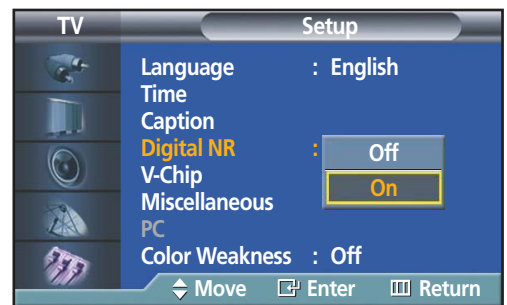 TV Setup
Language : English
Time
Caption
Digital NR : Off
On
V-Chip
Miscellaneous
PC
Color Weakness : Off
Move Enter Return